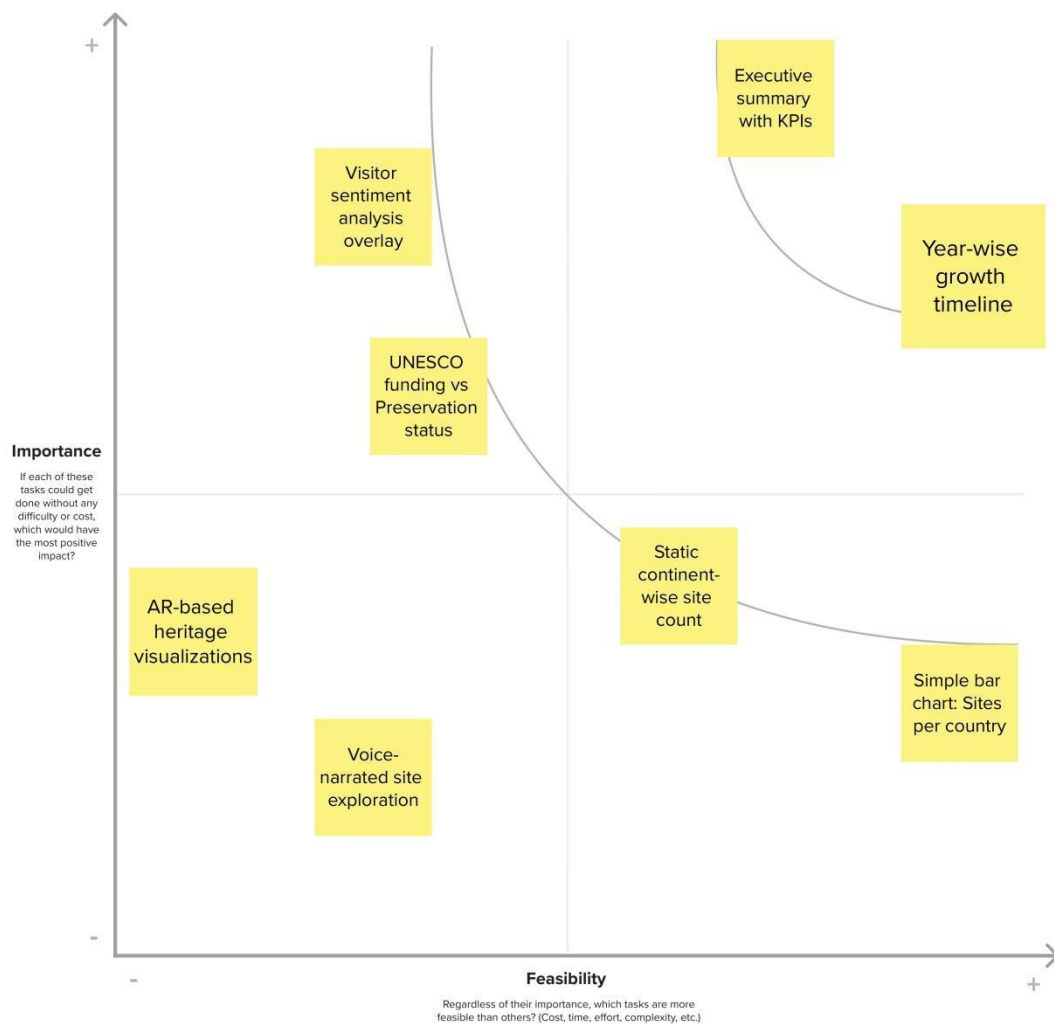 +
Executive
summary
with KPIs
Visitor
sentiment
analysis
overlay
Year-wise
growth
timeline
UNESCO
funding vs
Preservation
status
Importance
If each of these
tasks could get
done without any
difficulty or cost,
which would have
the most positive
impact?
Static
continent-
wise site
count
AR-based
heritage
visualizations
Simple bar
chart: Sites
per country
Voice-
narrated site
exploration
-
-
Feasibility
+
Regardless of their importance, which tasks are more
feasible than others? (Cost, time, effort, complexity, etc.)